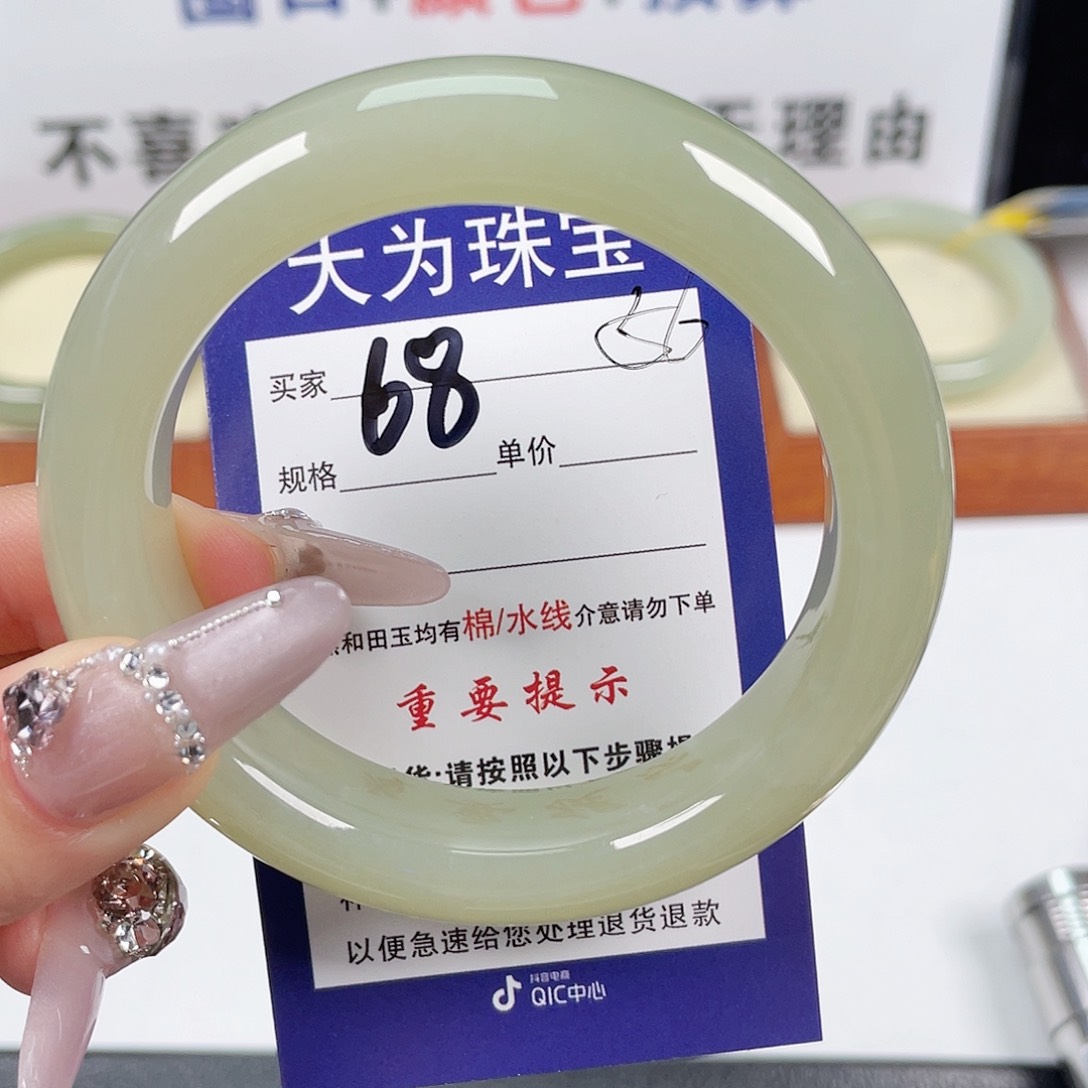 不喜 理由
大为珠宝
买家 68
规格 单价
和田玉均有棉/水线介意请勿下单
重要提示
货:请按照以下步骤
以便急速给您处理退货退款
抖音电商
QIC中心